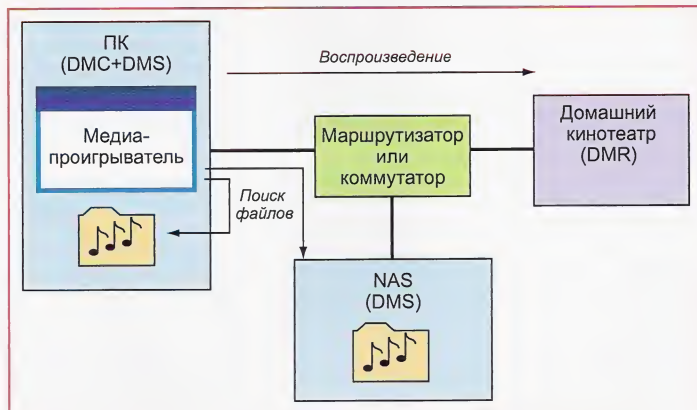 ПК
(DMC+DMS)
Медиа-
проигрыватель
Воспроизведение
Маршрутизатор
или
коммутатор
Домашний
кинотеатр
(DMR)
Поиск
файлов
NAS
(DMS)